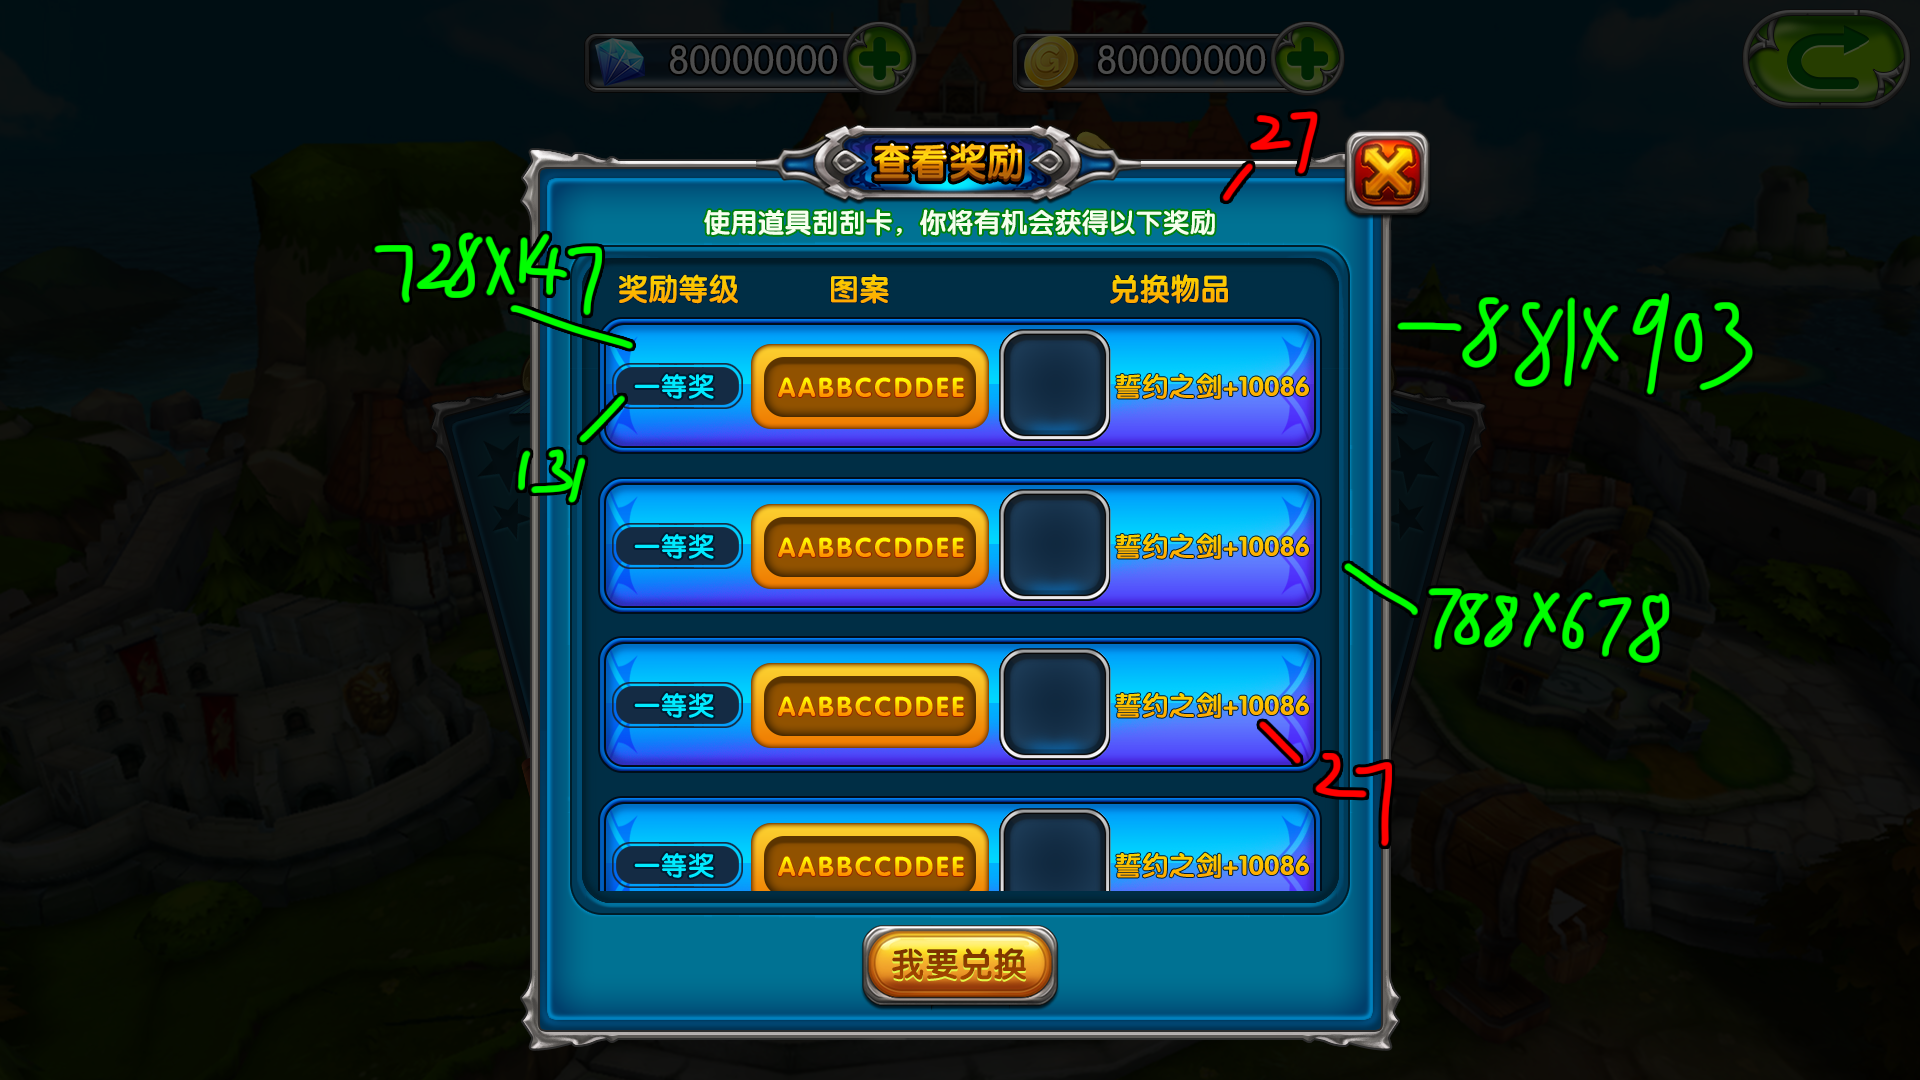 80000000 80000000
27
查看奖励
使用道具刮刮卡，你将有机会获得以下奖励
728X147
奖励等级 图案 兑换物品
881X903
一等奖 AABBCCDDEE 誓约之剑+10086
131
一等奖 AABBCCDDEE 誓约之剑+10086
788X678
一等奖 AABBCCDDEE 誓约之剑+10086
27
一等奖 AABBCCDDEE 誓约之剑+10086
我要兑换